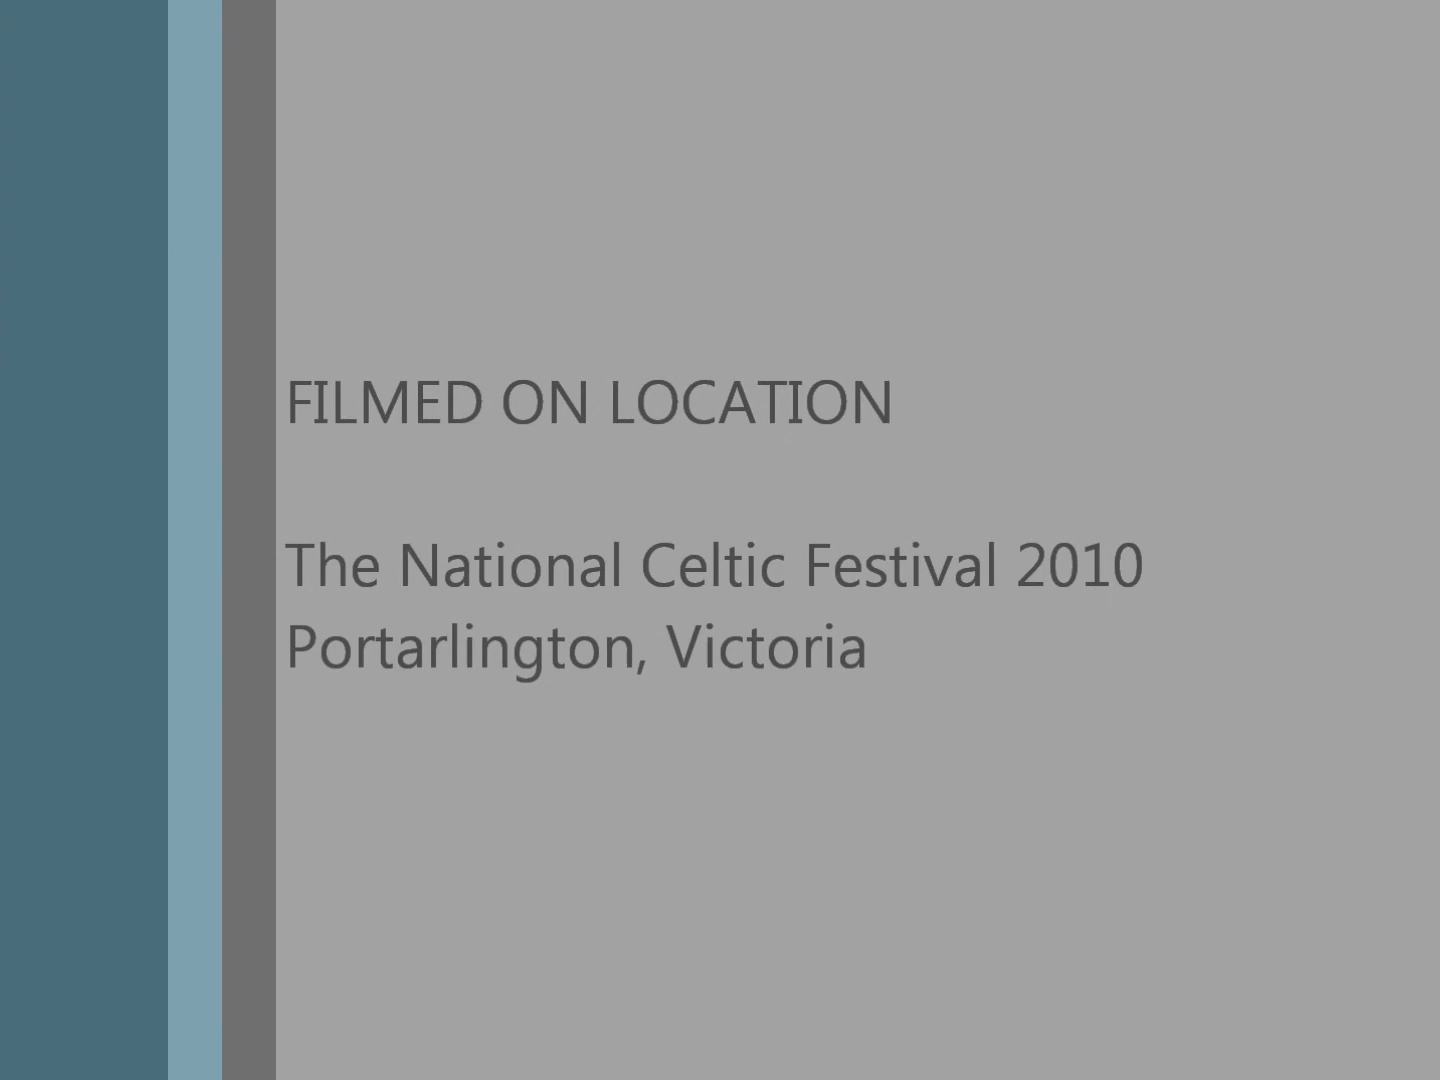 FILMED ON LOCATION
The National Celtic Festival 2010
Portarlington, Victoria